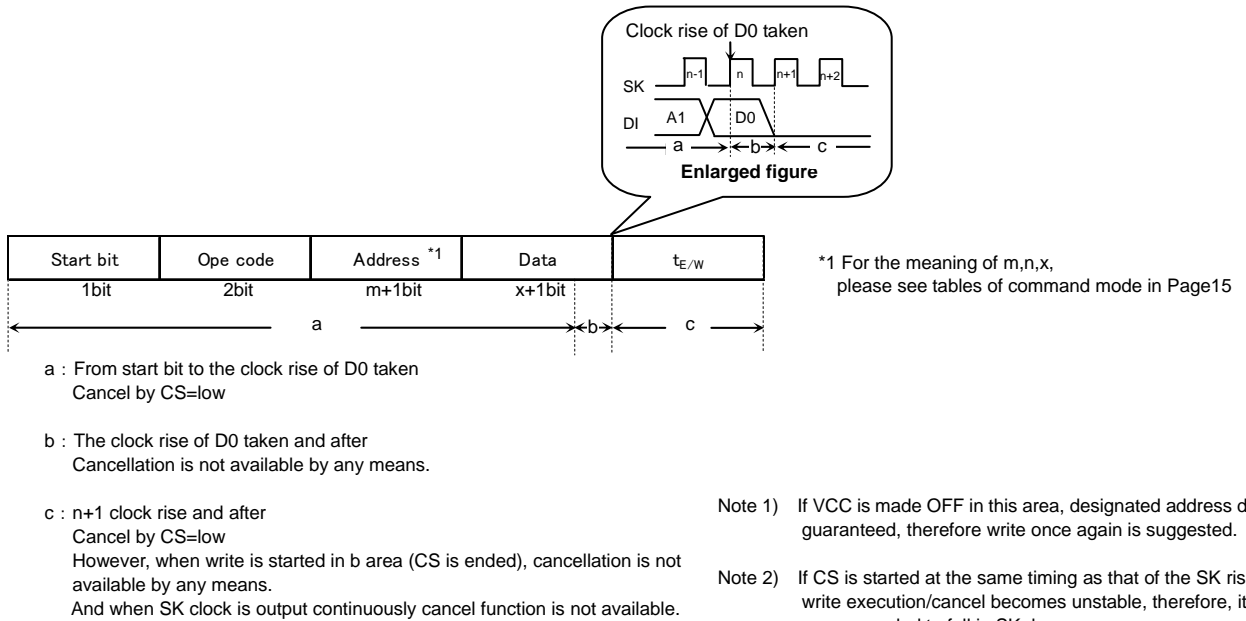 Clock rise of D0 taken
SK n-1 n n+1 n+2
DI A1 D0
a b c
Enlarged figure
Start bit Ope code Address *1 Data tE/W
1bit 2bit m+1bit x+1bit
a b c
*1 For the meaning of m,n,x,
please see tables of command mode in Page15
a : From start bit to the clock rise of D0 taken
Cancel by CS=low
b : The clock rise of D0 taken and after
Cancellation is not available by any means.
c : n+1 clock rise and after
Cancel by CS=low
However, when write is started in b area (CS is ended), cancellation is not
available by any means.
And when SK clock is output continuously cancel function is not available.
Note 1) If VCC is made OFF in this area, designated address d
guaranteed, therefore write once again is suggested.
Note 2) If CS is started at the same timing as that of the SK ris
write execution/cancel becomes unstable, therefore, it